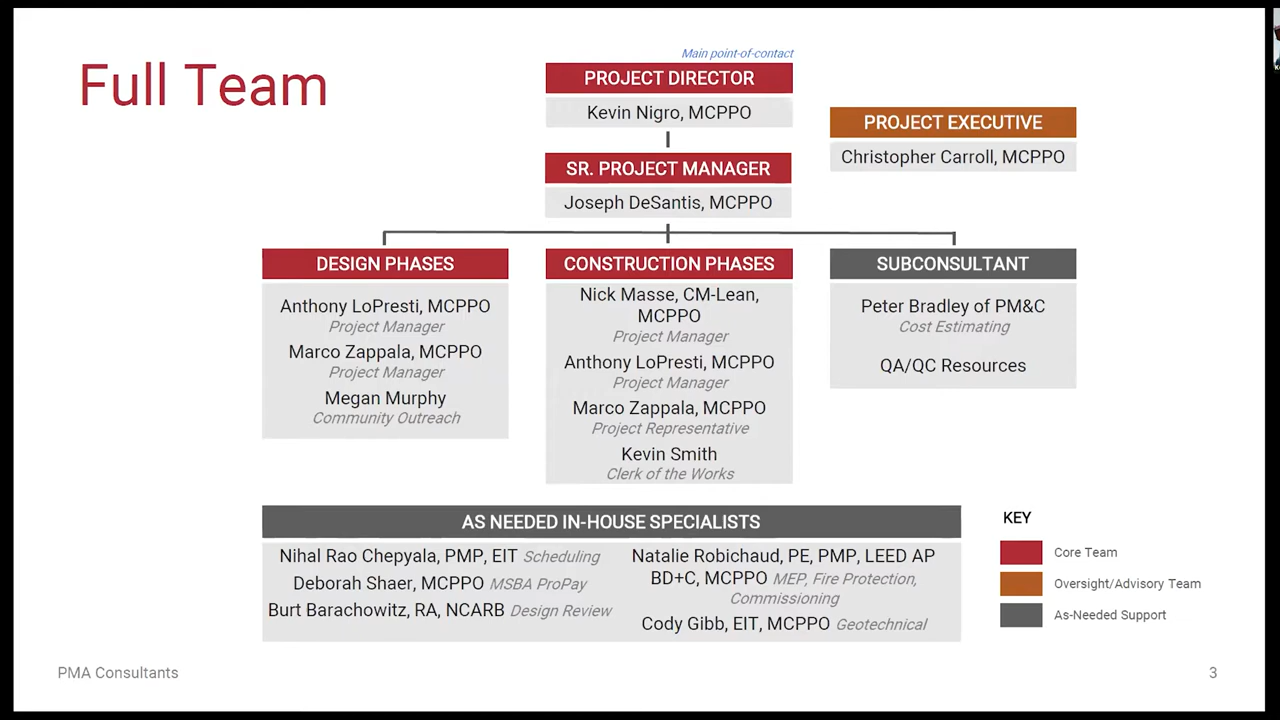 Full Team
Main point-of-contact
PROJECT DIRECTOR
Kevin Nigro, MCPPO
PROJECT EXECUTIVE
Christopher Carroll, MCPPO
SR. PROJECT MANAGER
Joseph DeSantis, MCPPO
DESIGN PHASES
Anthony LoPresti, MCPPO
Project Manager
Marco Zappala, MCPPO
Project Manager
Megan Murphy
Community Outreach
CONSTRUCTION PHASES
Nick Masse, CM-Lean,
MCPPO
Project Manager
Anthony LoPresti, MCPPO
Project Manager
Marco Zappala, MCPPO
Project Representative
Kevin Smith
Clerk of the Works
SUBCONSULTANT
Peter Bradley of PM&C
Cost Estimating
QA/QC Resources
AS NEEDED IN-HOUSE SPECIALISTS
Nihal Rao Chepyala, PMP, EIT Scheduling
Deborah Shaer, MCPPO MSBA ProPay
Burt Barachowitz, RA, NCARB Design Review
Natalie Robichaud, PE, PMP, LEED AP
BD+C, MCPPO MEP, Fire Protection,
Commissioning
Cody Gibb, EIT, MCPPO Geotechnical
KEY
Core Team
Oversight/Advisory Team
As-Needed Support
PMA Consultants
3